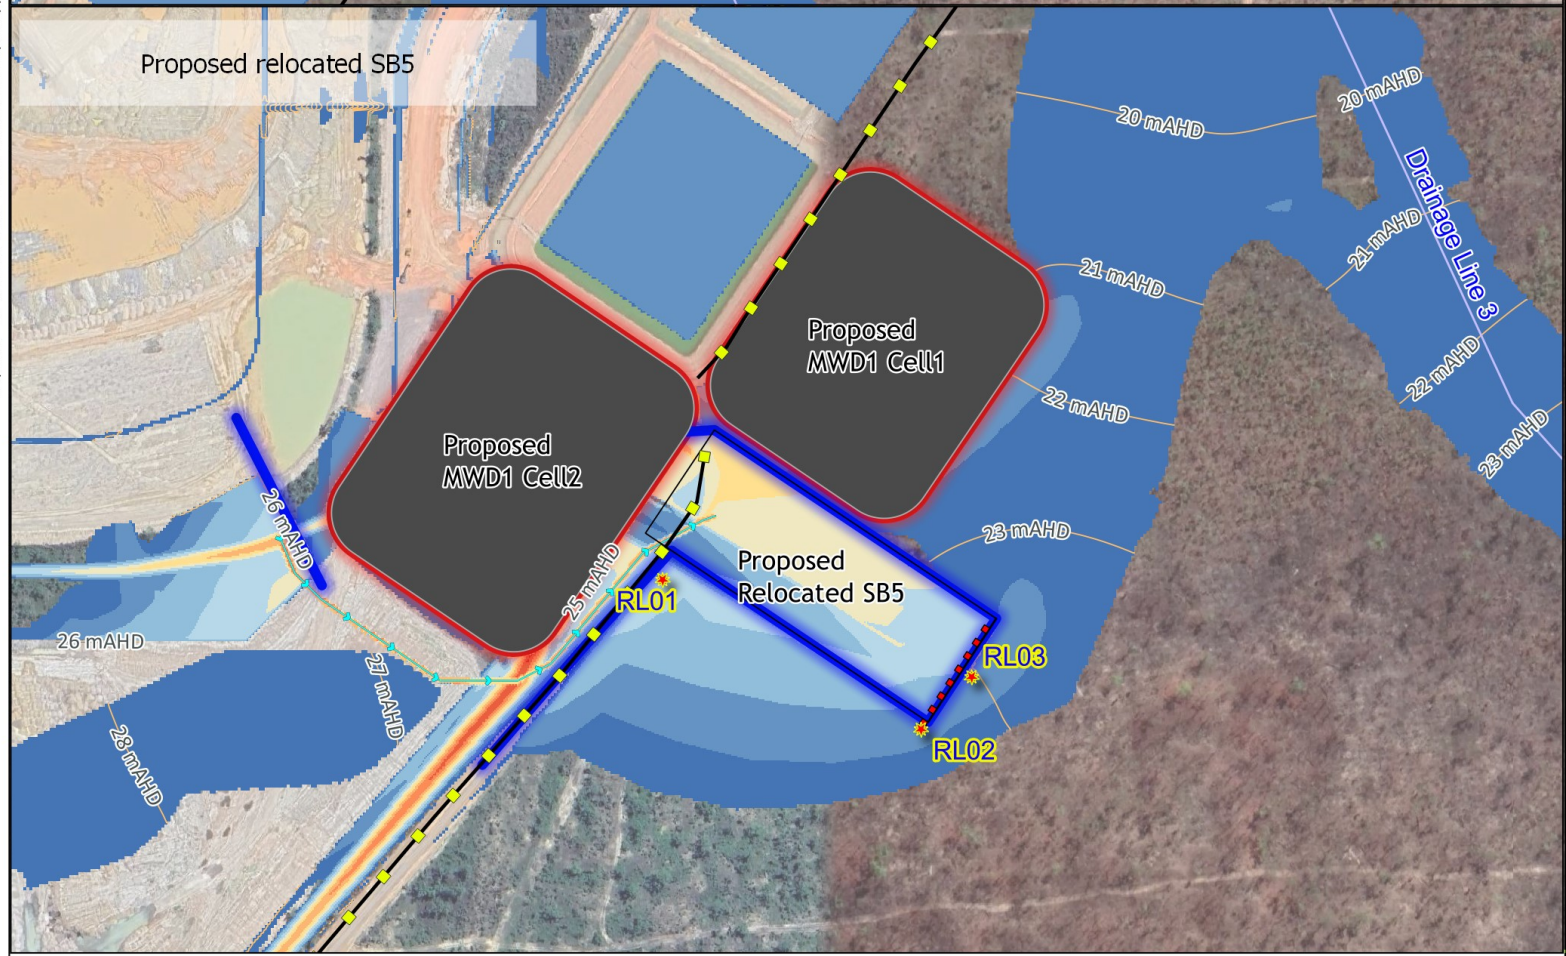 Proposed relocated SB5
20 mAHD
20 mAHD
Drainage Line 3
21 mAHD
21 mAHD
Proposed
MWD1 Cell1
22 mAHD
22 mAHD
23 mAHD
Proposed
MWD1 Cell2
26 mAHD
23 mAHD
25 mAHD
Proposed
Relocated SB5
RL01
26 mAHD
27 mAHD
RL03
28 mAHD
RL02